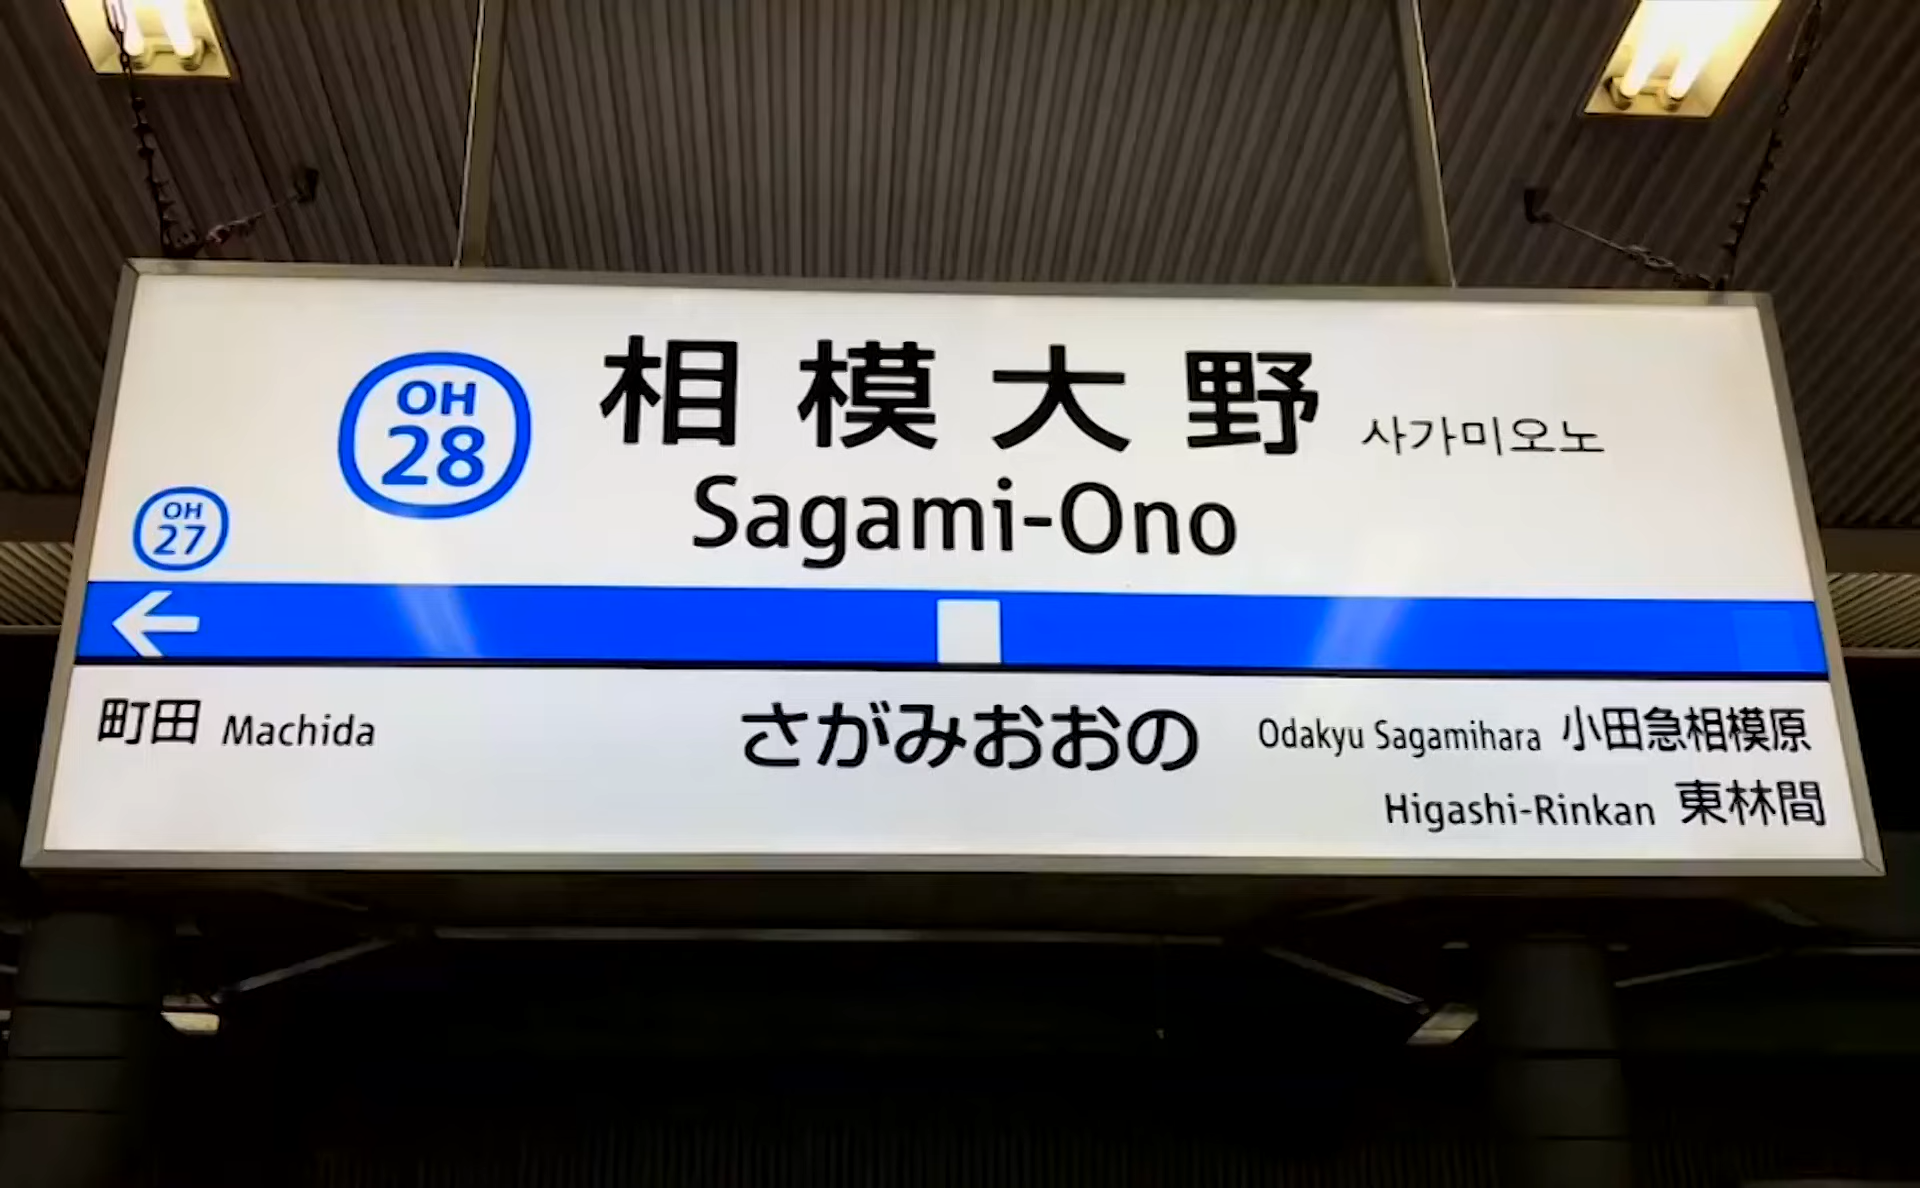 OH
28
相模大野 사가미오노
Sagami-Ono
OH
27
町田 Machida
さがみおおの
Odakyu Sagamihara 小田急相模原
Higashi-Rinkan 東林間